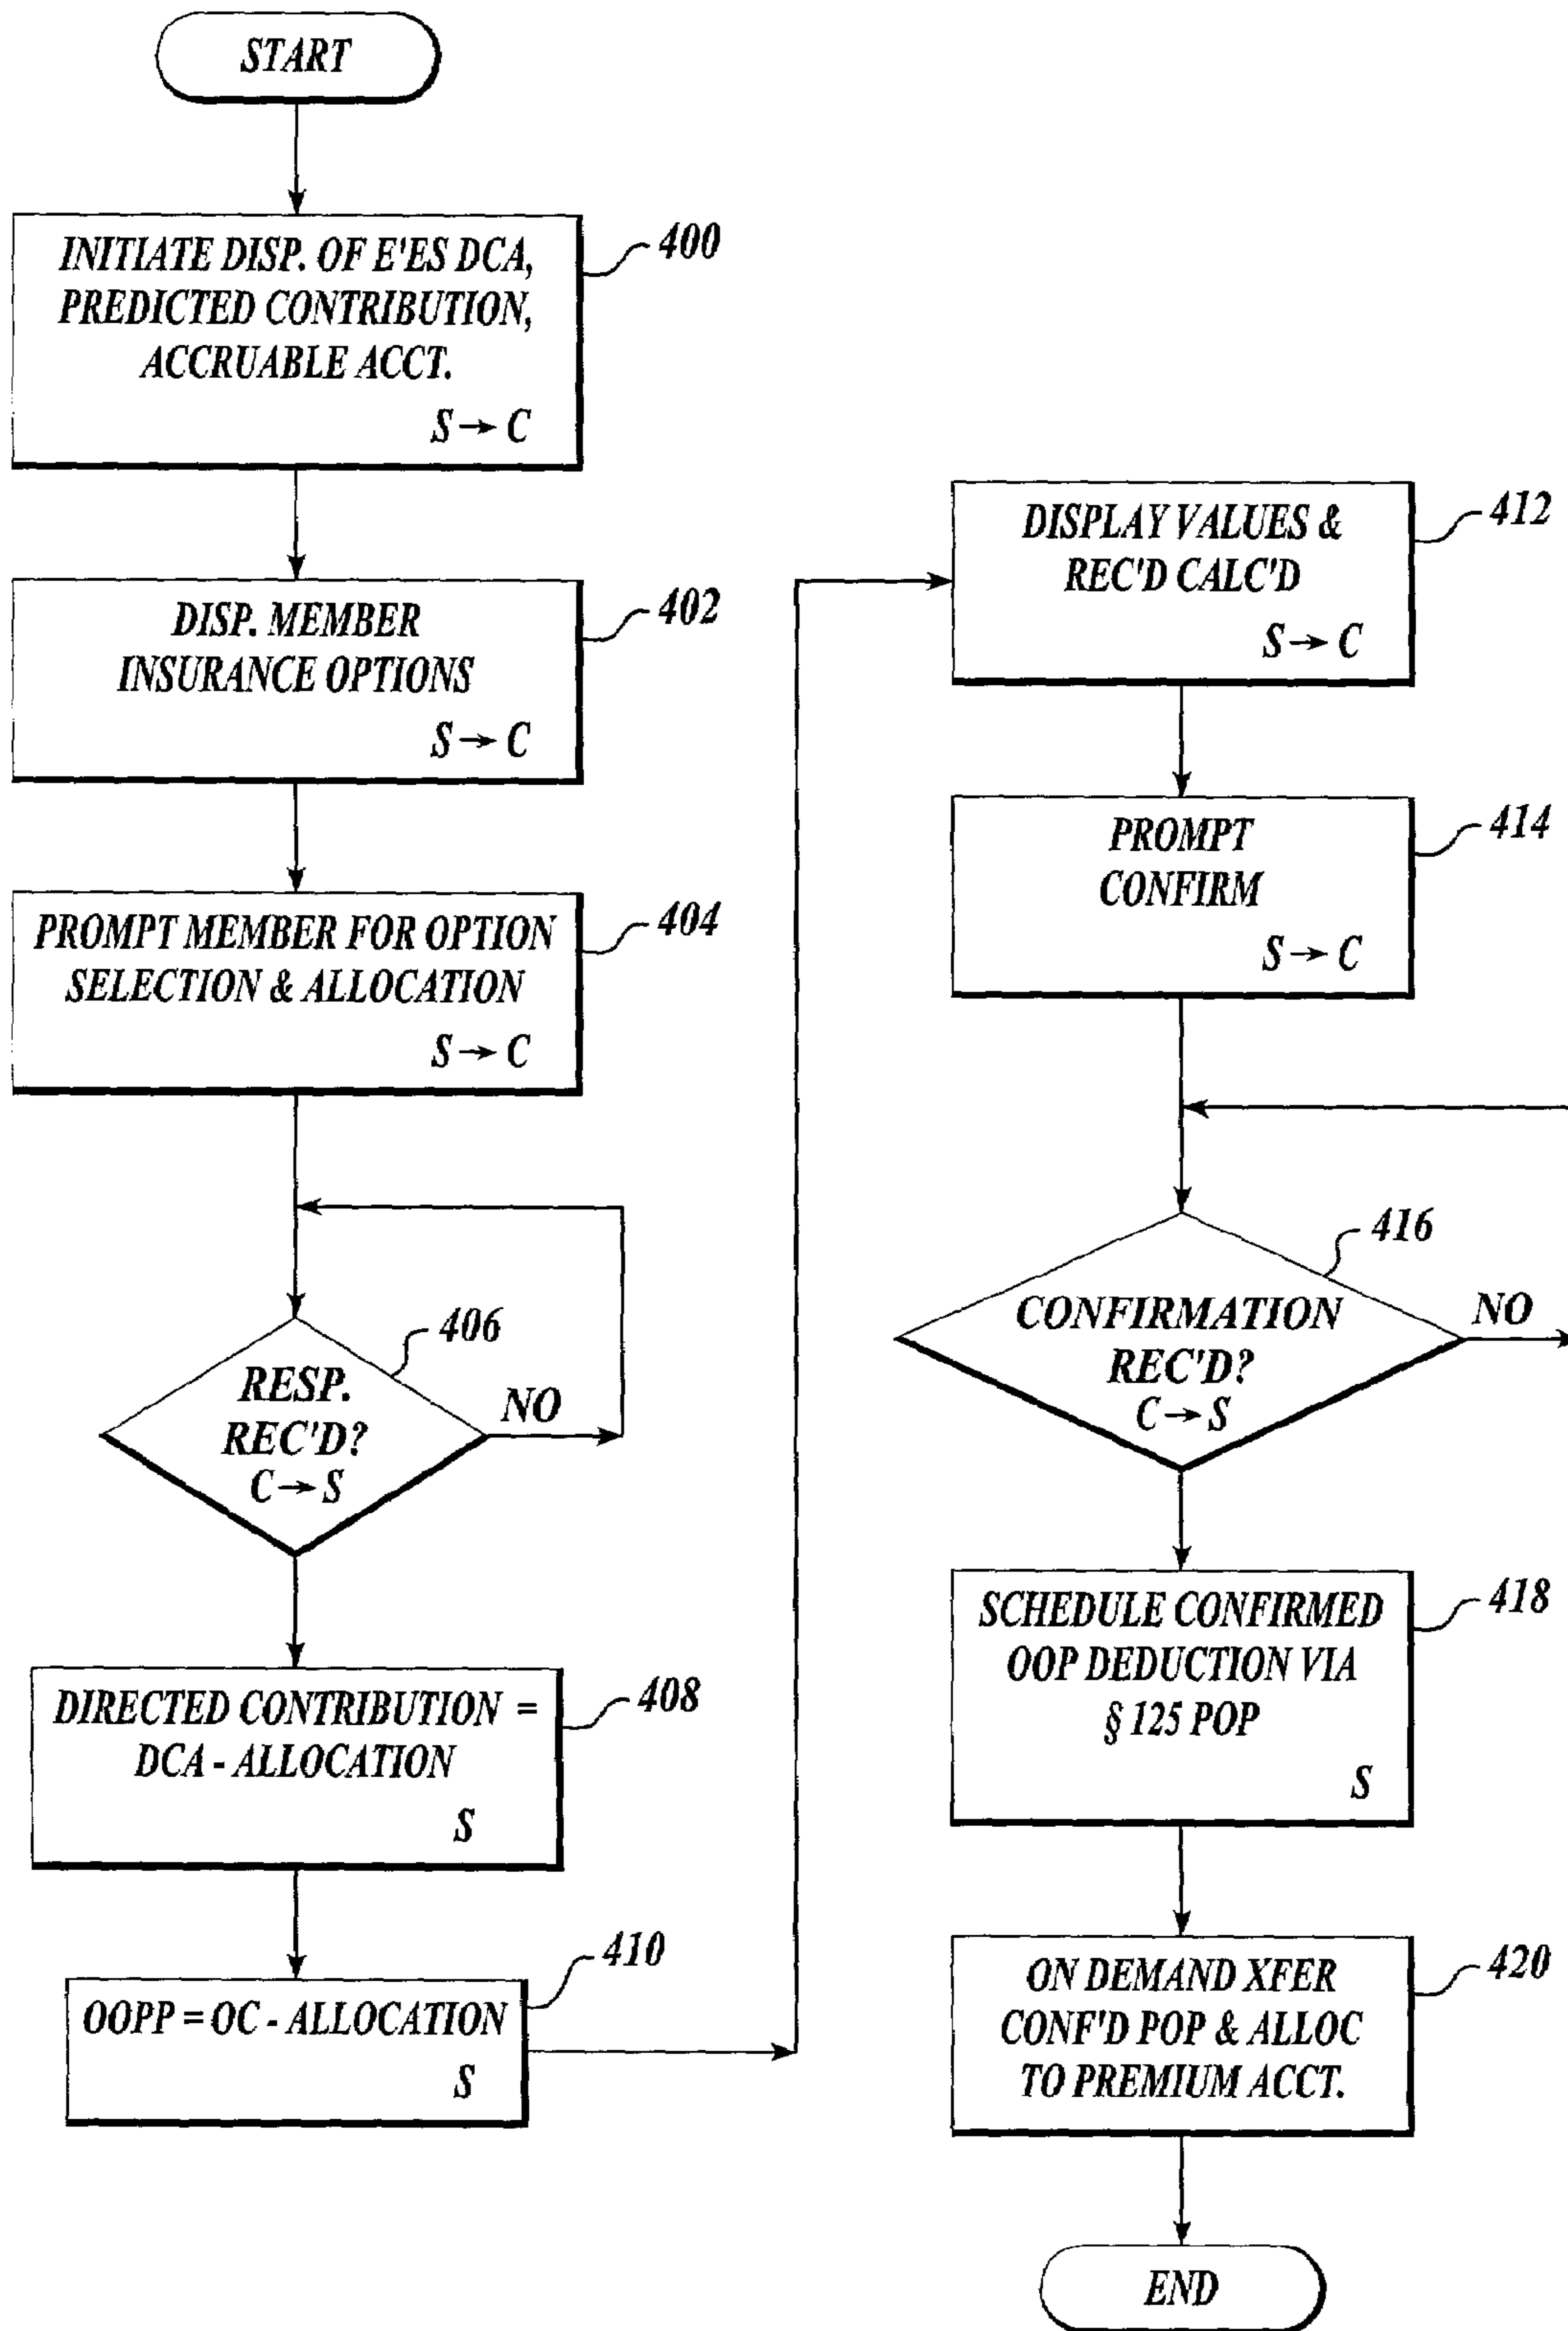 START
INITIATE DISP. OF E'ES DCA,
PREDICTED CONTRIBUTION,
ACCRUABLE ACCT.
S → C
400
DISP. MEMBER
INSURANCE OPTIONS
S → C
402
PROMPT MEMBER FOR OPTION
SELECTION & ALLOCATION
S → C
404
RESP.
REC'D?
C → S
406
NO
DIRECTED CONTRIBUTION =
DCA - ALLOCATION
S
408
OOPP = OC - ALLOCATION
S
410
DISPLAY VALUES &
REC'D CALC'D
S → C
412
PROMPT
CONFIRM
S → C
414
CONFIRMATION
REC'D?
C → S
416
NO
SCHEDULE CONFIRMED
OOP DEDUCTION VIA
§ 125 POP
S
418
ON DEMAND XFER
CONF'D POP & ALLOC
TO PREMIUM ACCT.
420
END